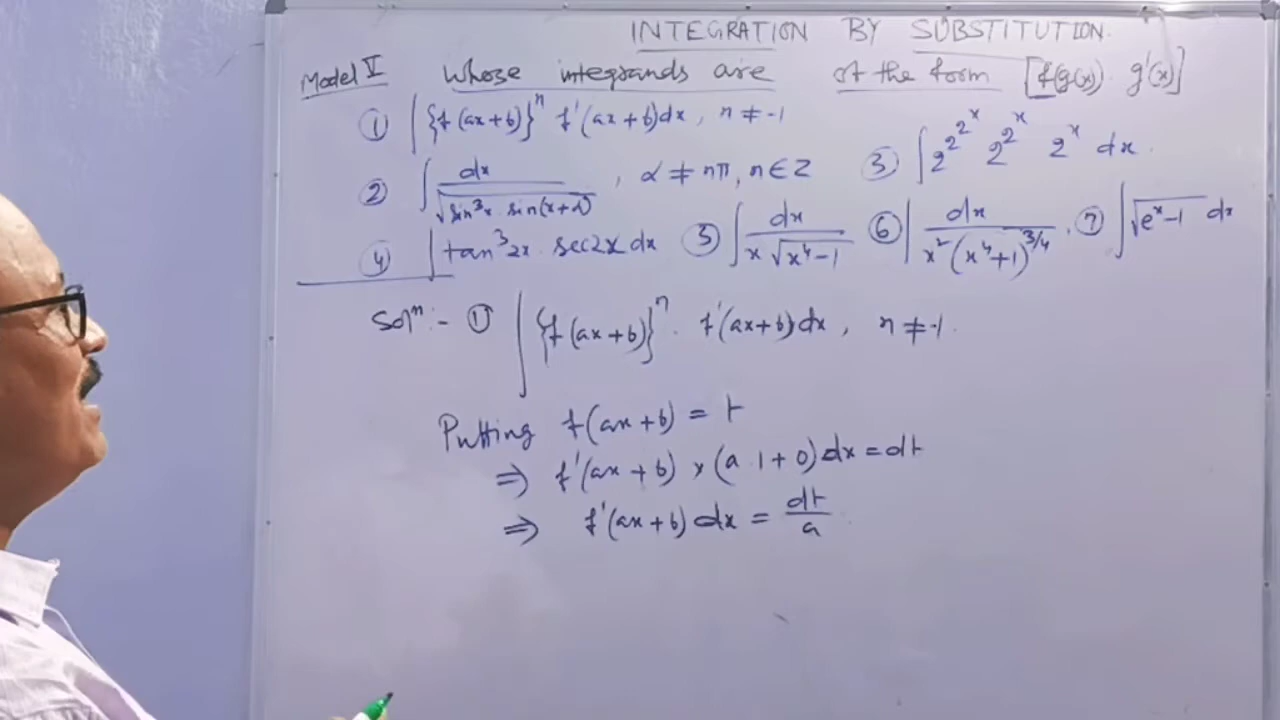 INTEGRATION BY SUBSTITUTION.
Model V Whose integrands are of the form [f(g(x)) · g'(x)]
① ∫{f(ax+b)}ⁿ f'(ax+b)dx, n ≠ -1
② ∫ dx / √(sin³x · sin(x+α)), α ≠ nπ, n ∈ Z ③ ∫ 2^(2^(2^x)) 2^(2^x) 2^x dx.
④ ∫ tan³2x · sec2x dx ⑤ ∫ dx / (x √(x⁴-1)) ⑥ ∫ dx / (x²(x⁴+1)^(3/4)). ⑦ ∫ √(eˣ-1) dx
Solⁿ :- ① ∫{f(ax+b)}ⁿ · f'(ax+b)dx, n ≠ -1.
Putting f(ax+b) = t
⇒ f'(ax+b) × (a·1+0)dx = dt
⇒ f'(ax+b)dx = dt/a